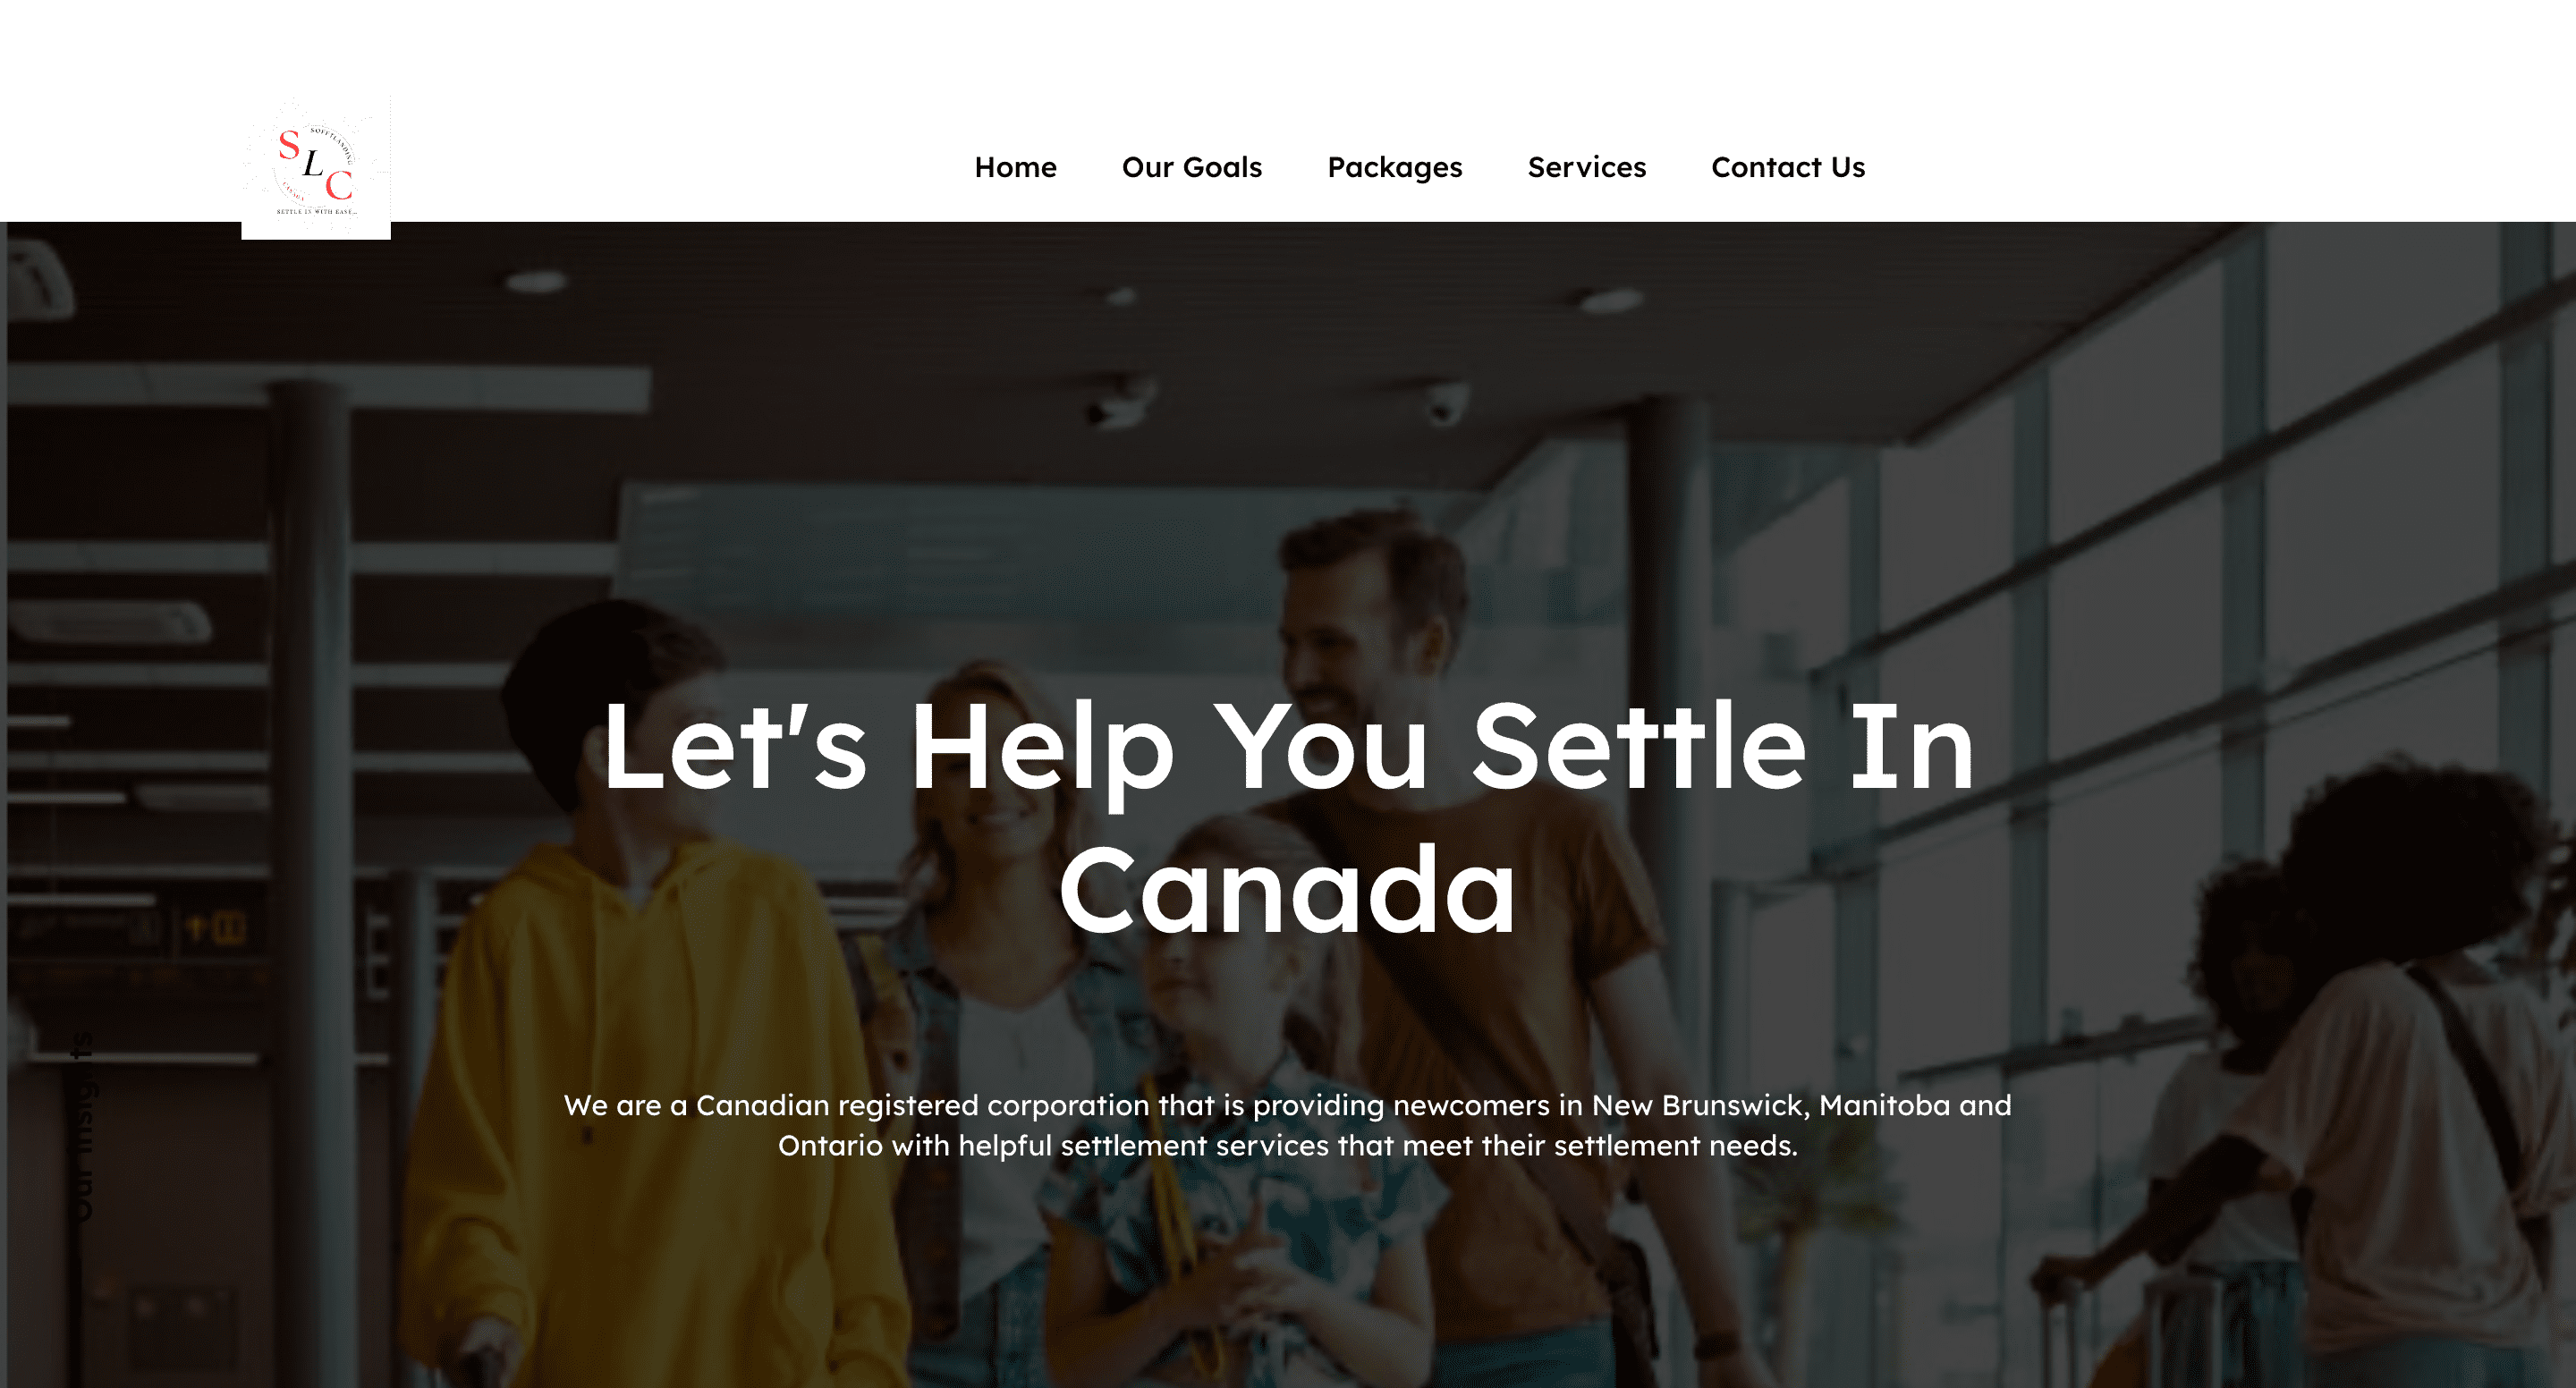 S
SOFFTLANDING
L
C
CANADA
SETTLE IN WITH EASE...
Home
Our Goals
Packages
Services
Contact Us
Let's Help You Settle In
Canada
Our Insights
We are a Canadian registered corporation that is providing newcomers in New Brunswick, Manitoba and
Ontario with helpful settlement services that meet their settlement needs.